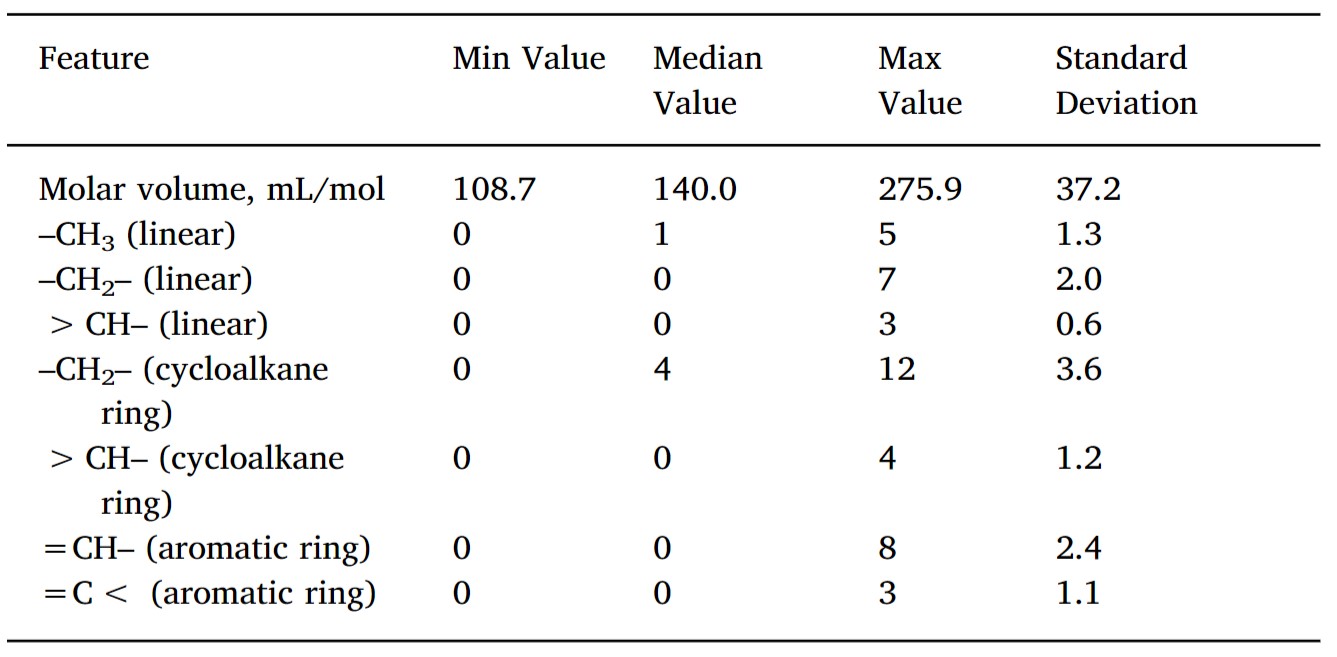 Feature Min Value Median Value Max Value Standard Deviation
Molar volume, mL/mol 108.7 140.0 275.9 37.2
–CH₃ (linear) 0 1 5 1.3
–CH₂– (linear) 0 0 7 2.0
> CH– (linear) 0 0 3 0.6
–CH₂– (cycloalkane ring) 0 4 12 3.6
> CH– (cycloalkane ring) 0 0 4 1.2
=CH– (aromatic ring) 0 0 8 2.4
=C < (aromatic ring) 0 0 3 1.1